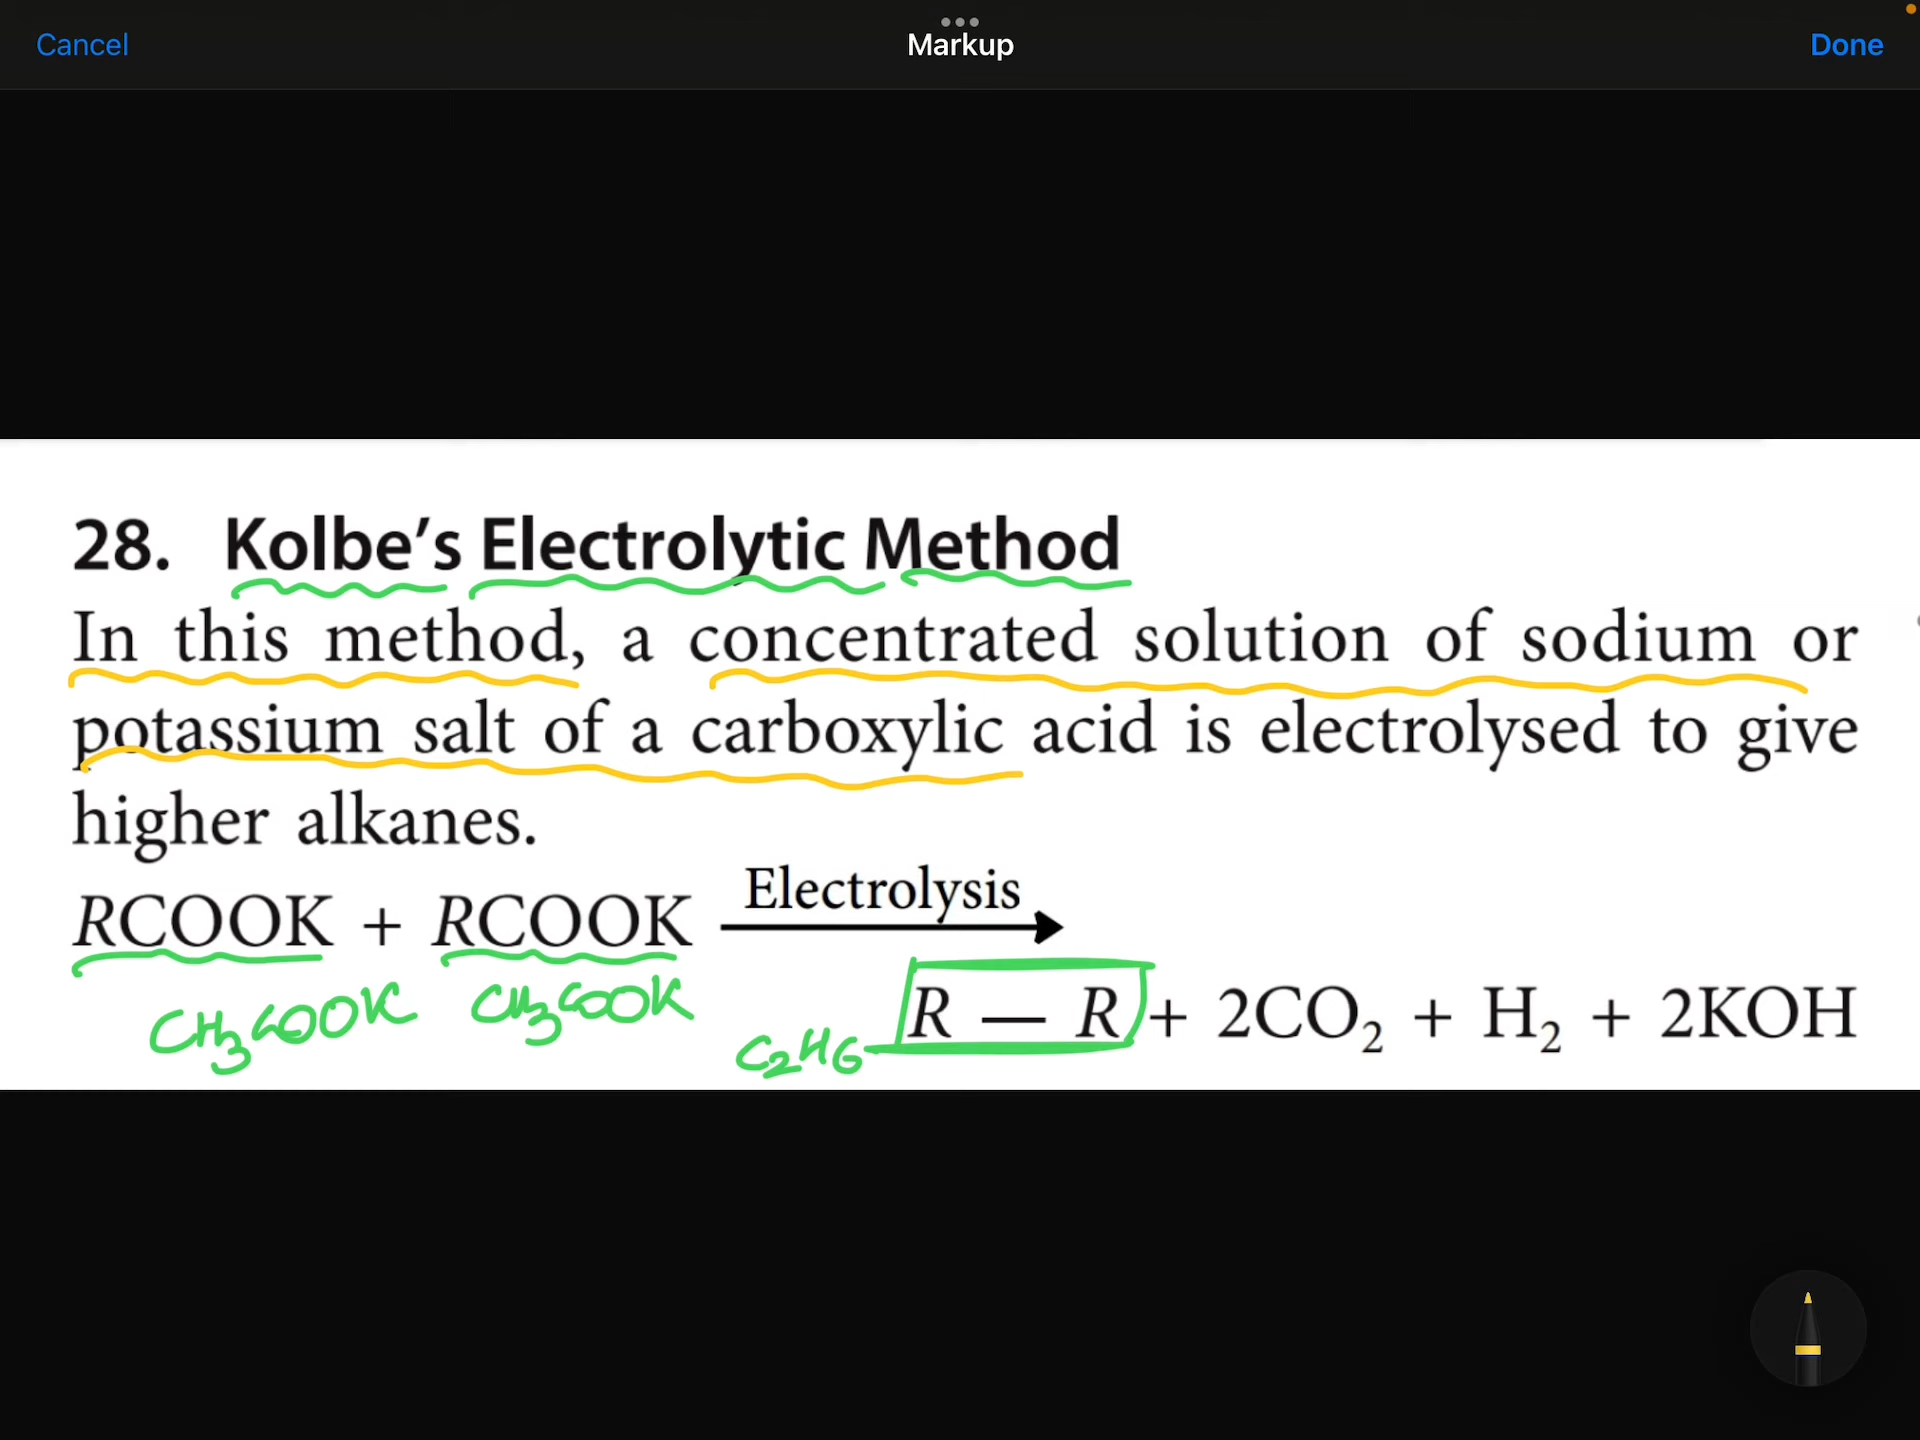 Cancel
Markup
Done
28. Kolbe's Electrolytic Method
In this method, a concentrated solution of sodium or
potassium salt of a carboxylic acid is electrolysed to give
higher alkanes.
RCOOK + RCOOK Electrolysis
CH3COOK CH3COOK
C2H6 R — R + 2CO₂ + H₂ + 2KOH